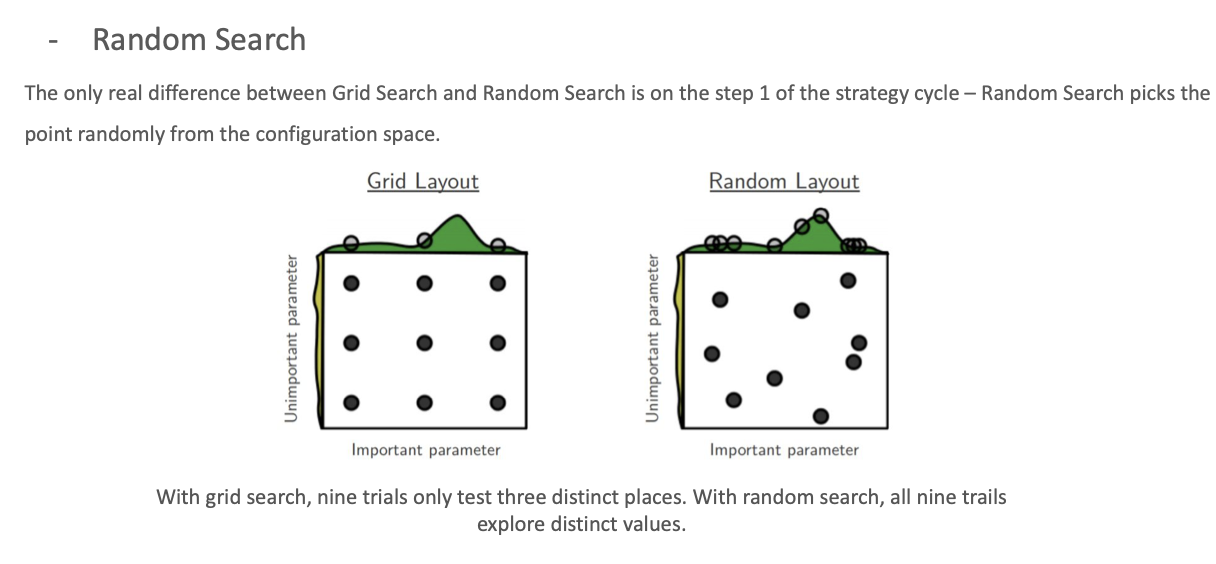 - Random Search
The only real difference between Grid Search and Random Search is on the step 1 of the strategy cycle – Random Search picks the
point randomly from the configuration space.
Grid Layout
Unimportant parameter
Important parameter
Random Layout
Unimportant parameter
Important parameter
With grid search, nine trials only test three distinct places. With random search, all nine trails
explore distinct values.